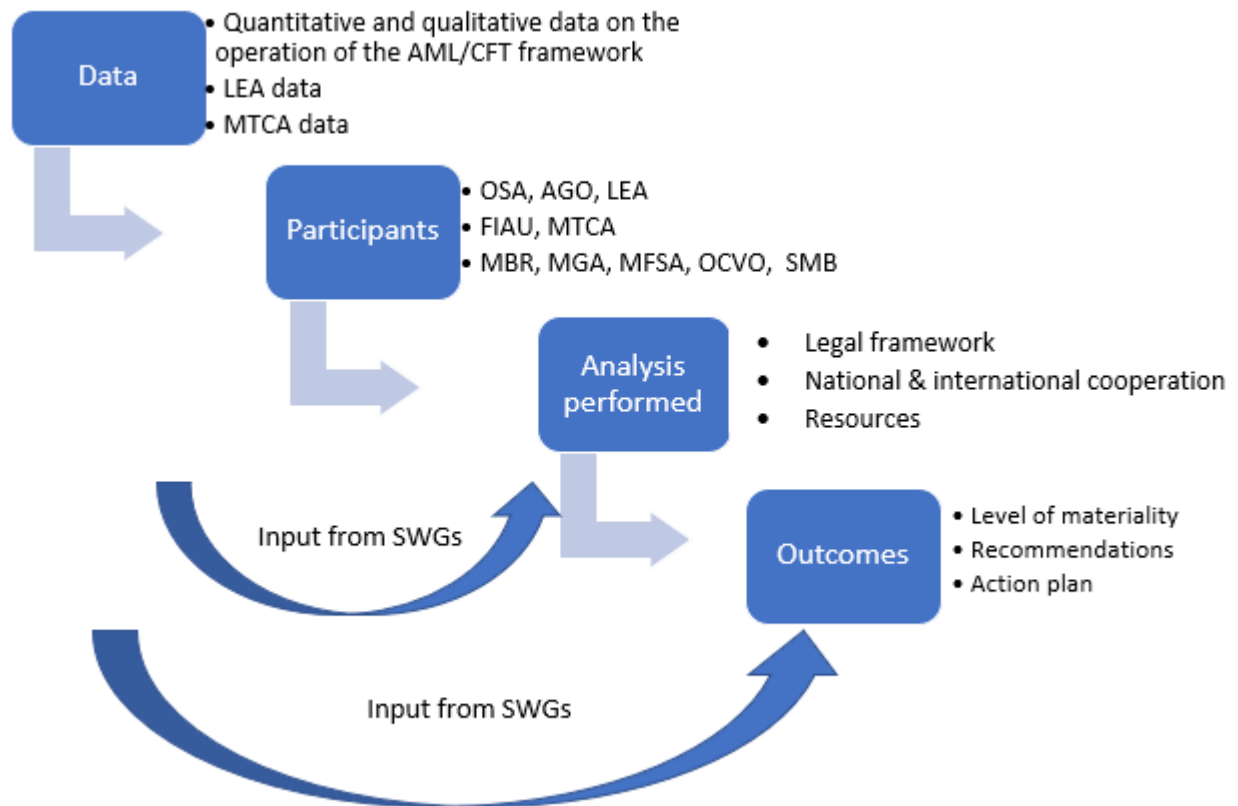 Data
• Quantitative and qualitative data on the
operation of the AML/CFT framework
• LEA data
• MTCA data
Participants
• OSA, AGO, LEA
• FIAU, MTCA
• MBR, MGA, MFSA, OCVO, SMB
Analysis
performed
• Legal framework
• National & international cooperation
• Resources
Input from SWGs
Outcomes
• Level of materiality
• Recommendations
• Action plan
Input from SWGs